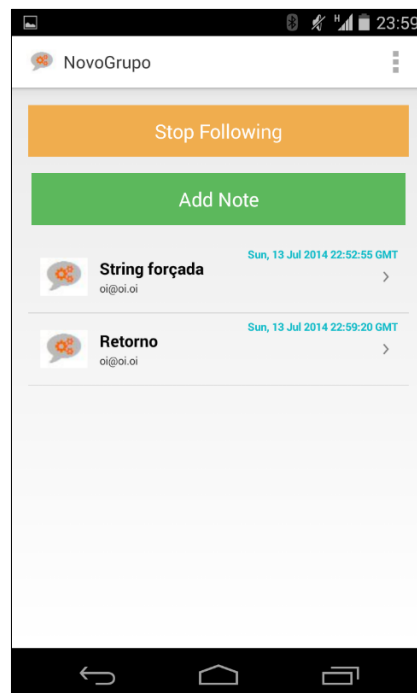 H 23:59
NovoGrupo
Stop Following
Add Note
Sun, 13 Jul 2014 22:52:55 GMT
String forçada
oi@oi.oi
Sun, 13 Jul 2014 22:59:20 GMT
Retorno
oi@oi.oi